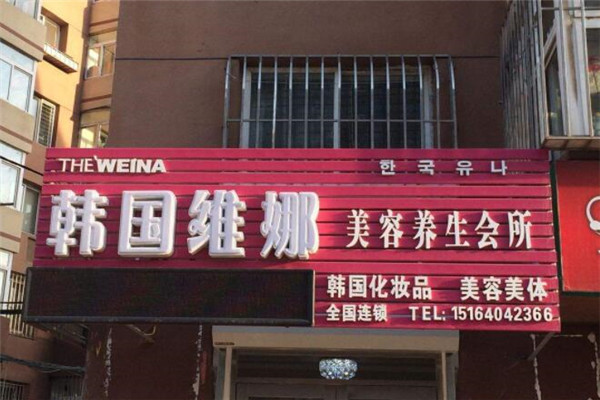 THE WEINA 한국유나
韩国维娜 美容养生会所
韩国化妆品 美容美体
全国连锁 TEL:15164042366